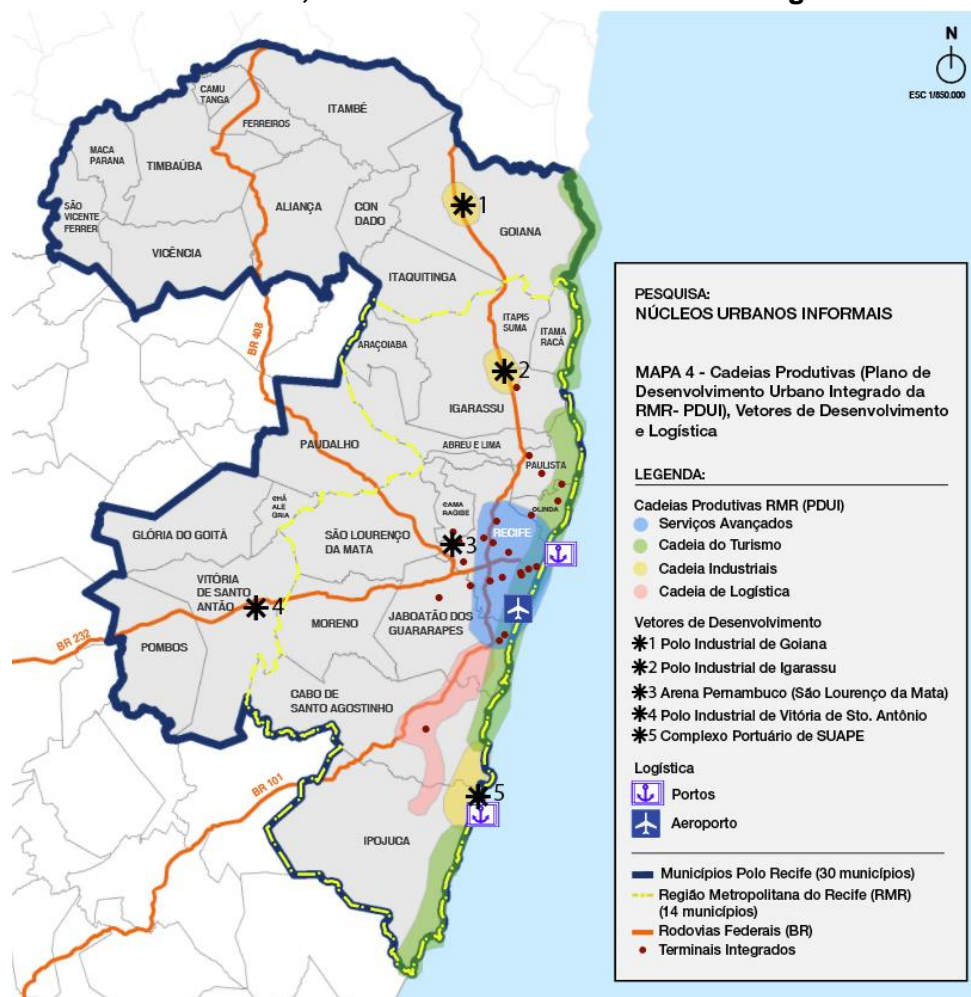 N
ESC 1/850.000
CAMU
TANGA
ITAMBÉ
FERREIROS
MACA
PARANA
TIMBAÚBA
ALIANÇA
CON
DADO
1
GOIANA
SÃO
VICENTE
FERRER
VICÊNCIA
ITAQUITINGA
ITAPIS
SUMA
ITAMA
RACÁ
BR 408
ARAÇOIABA
2
IGARASSU
PAUDALHO
ABREU E LIMA
PAULISTA
CHÃ
ALE
GRIA
CAMA
RAGIBE
OLINDA
GLÓRIA DO GOITÁ
SÃO LOURENÇO
DA MATA
3
RECIFE
VITÓRIA
DE SANTO
ANTÃO
4
MORENO
JABOATÃO DOS
GUARARAPES
BR 232
POMBOS
CABO DE
SANTO AGOSTINHO
BR 101
5
IPOJUCA
PESQUISA:
NÚCLEOS URBANOS INFORMAIS
MAPA 4 - Cadeias Produtivas (Plano de
Desenvolvimento Urbano Integrado da
RMR- PDUI), Vetores de Desenvolvimento
e Logística
LEGENDA:
Cadeias Produtivas RMR (PDUI)
Serviços Avançados
Cadeia do Turismo
Cadeia Industriais
Cadeia de Logística
Vetores de Desenvolvimento
1 Polo Industrial de Goiana
2 Polo Industrial de Igarassu
3 Arena Pernambuco (São Lourenço da Mata)
4 Polo Industrial de Vitória de Sto. Antônio
5 Complexo Portuário de SUAPE
Logística
Portos
Aeroporto
Municípios Polo Recife (30 municípios)
Região Metropolitana do Recife (RMR)
(14 municípios)
Rodovias Federais (BR)
Terminais Integrados